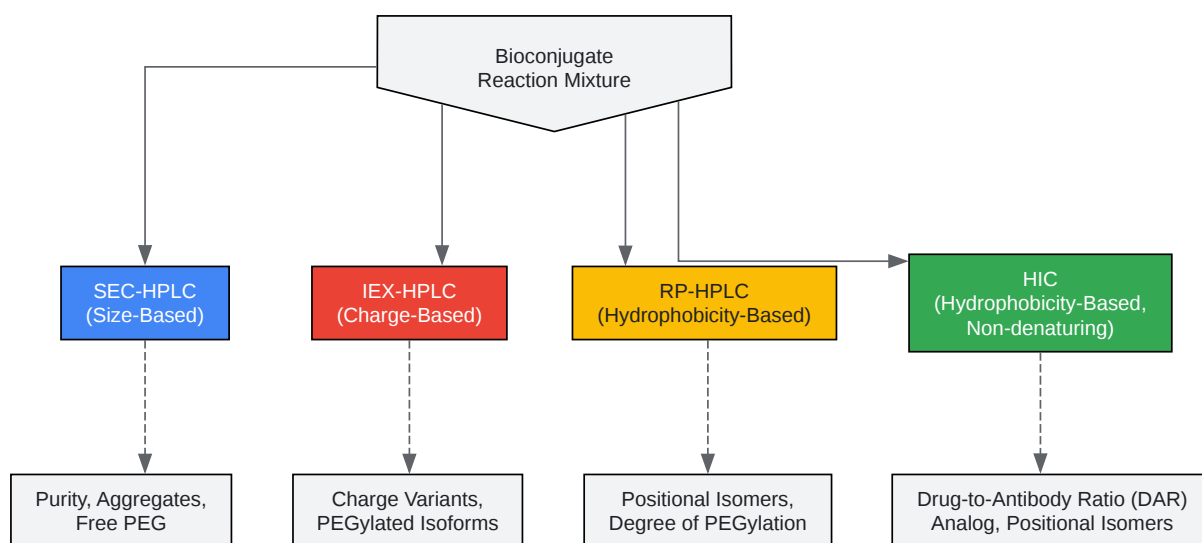 Bioconjugate
Reaction Mixture
SEC-HPLC
(Size-Based)
IEX-HPLC
(Charge-Based)
RP-HPLC
(Hydrophobicity-Based)
HIC
(Hydrophobicity-Based,
Non-denaturing)
Purity, Aggregates,
Free PEG
Charge Variants,
PEGylated Isoforms
Positional Isomers,
Degree of PEGylation
Drug-to-Antibody Ratio (DAR)
Analog, Positional Isomers